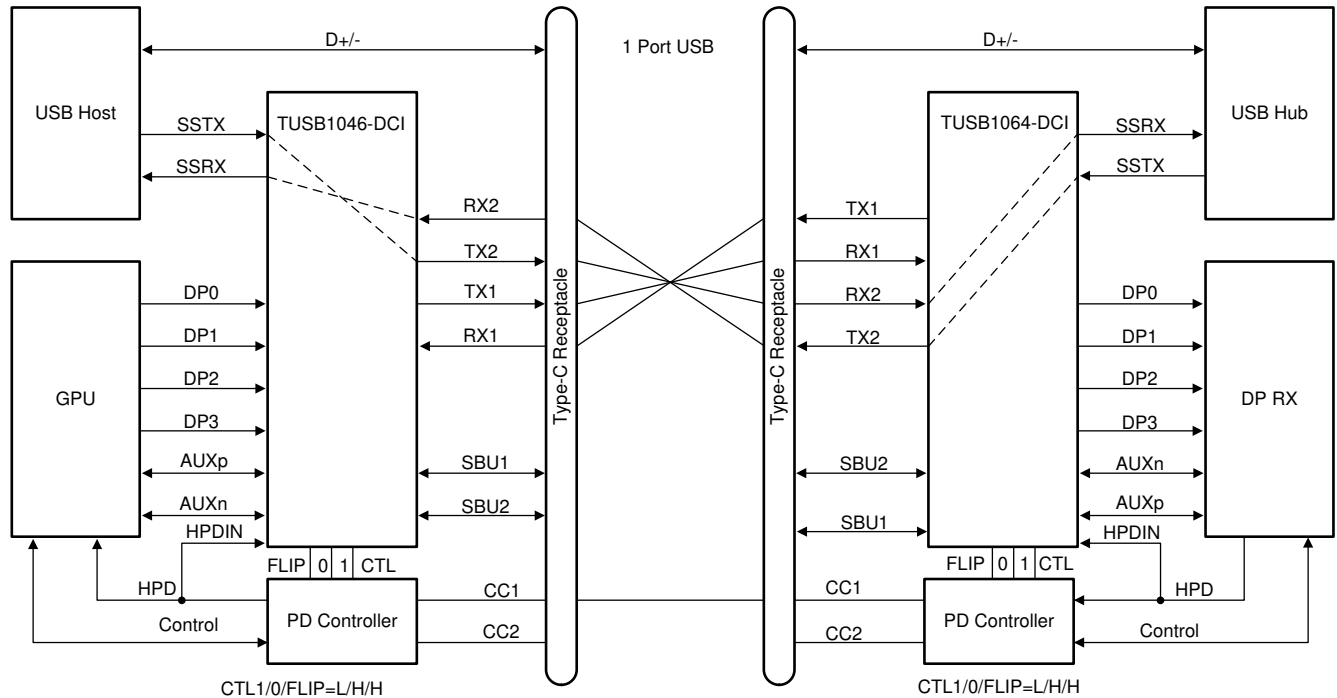 D+/-
1 Port USB
D+/-
USB Host
TUSB1046-DCI
TUSB1064-DCI
USB Hub
SSTX
SSRX
SSRX
SSTX
RX2
TX2
TX1
RX1
Type-C Receptacle
Type-C Receptacle
TX1
RX1
RX2
TX2
GPU
DP0
DP1
DP2
DP3
AUXp
AUXn
HPDIN
SBU1
SBU2
SBU2
SBU1
DP0
DP1
DP2
DP3
AUXn
AUXp
HPDIN
DP RX
FLIP 0 1 CTL
FLIP 0 1 CTL
HPD
Control
PD Controller
CC1
CC2
CC1
CC2
PD Controller
HPD
Control
CTL1/0/FLIP=L/H/H
CTL1/0/FLIP=L/H/H